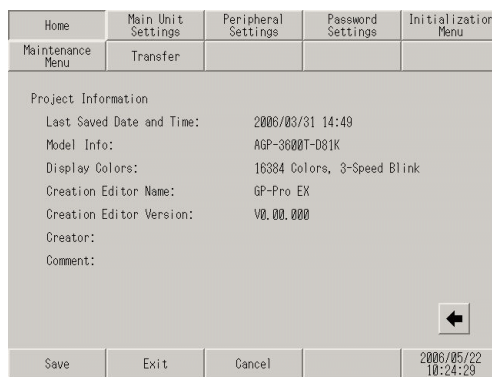 Home
Main Unit Settings
Peripheral Settings
Password Settings
Initialization Menu
Maintenance Menu
Transfer
Project Information
Last Saved Date and Time: 2006/03/31 14:49
Model Info: AGP-3600T-D81K
Display Colors: 16384 Colors, 3-Speed Blink
Creation Editor Name: GP-Pro EX
Creation Editor Version: V0.00.000
Creator:
Comment:
Save
Exit
Cancel
2006/05/22
10:24:29